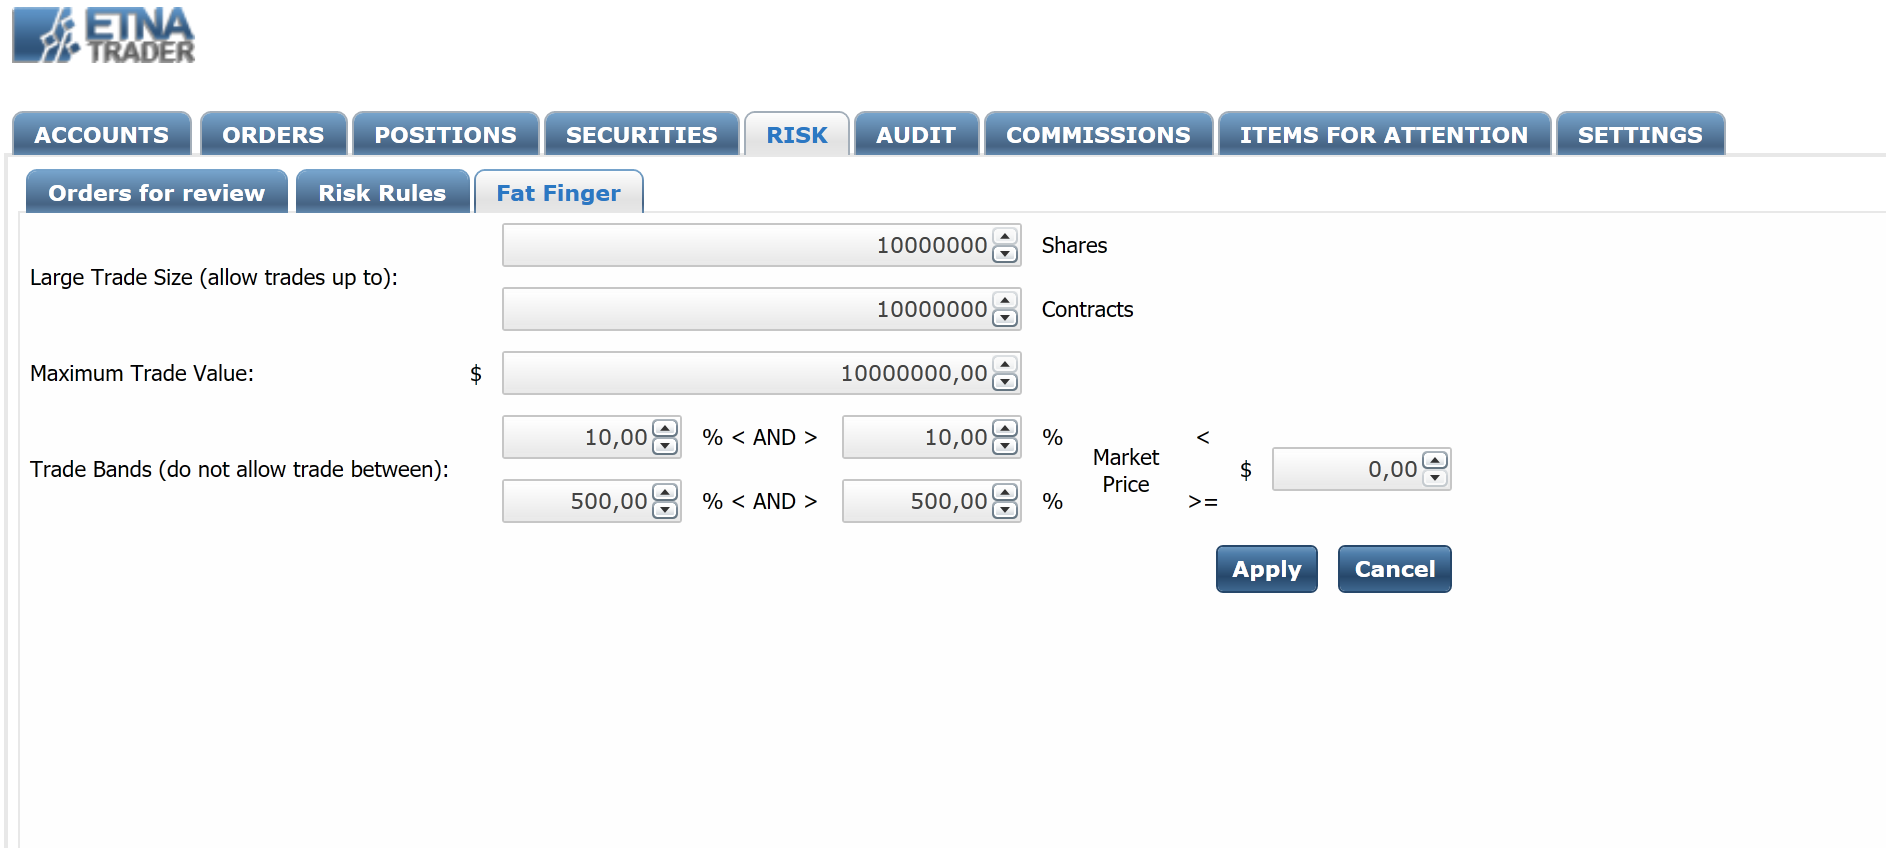 ETNA
TRADER
ACCOUNTS ORDERS POSITIONS SECURITIES RISK AUDIT COMMISSIONS ITEMS FOR ATTENTION SETTINGS
Orders for review Risk Rules Fat Finger
Large Trade Size (allow trades up to):
10000000 Shares
10000000 Contracts
Maximum Trade Value: $ 10000000,00
Trade Bands (do not allow trade between):
10,00 % < AND > 10,00 %
500,00 % < AND > 500,00 %
Market
Price
<
>=
$ 0,00
Apply Cancel